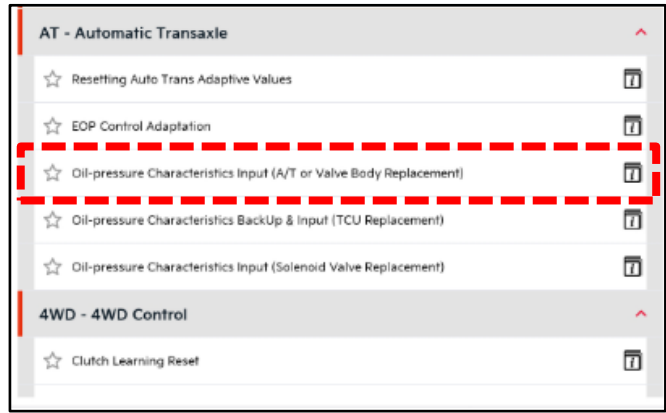 AT - Automatic Transaxle
Resetting Auto Trans Adaptive Values
EOP Control Adaptation
Oil-pressure Characteristics Input (A/T or Valve Body Replacement)
Oil-pressure Characteristics BackUp & Input (TCU Replacement)
Oil-pressure Characteristics Input (Solenoid Valve Replacement)
4WD - 4WD Control
Clutch Learning Reset